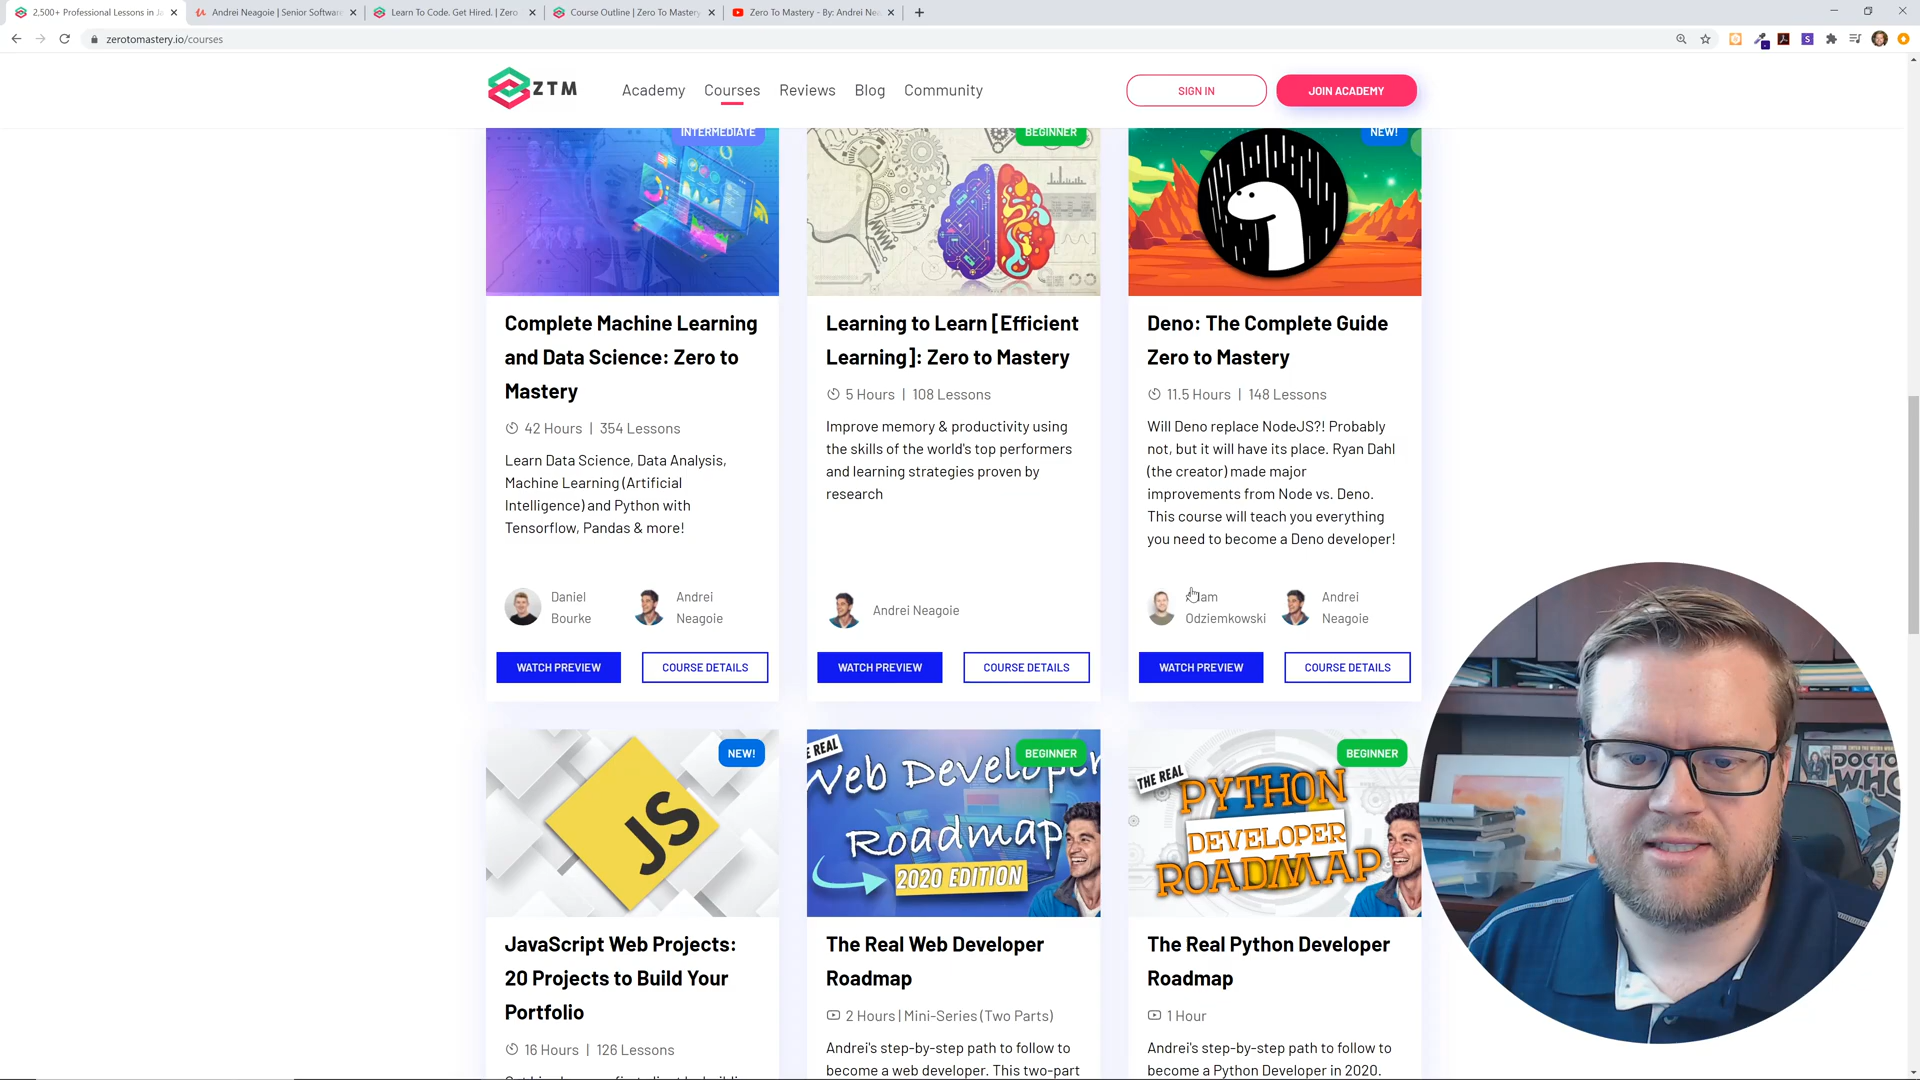 2,500+ Professional Lessons in Ja
Andrei Neagoie | Senior Software
Learn To Code. Get Hired. | Zero
Course Outline | Zero To Mastery
Zero To Mastery - By: Andrei Nea
zerotomastery.io/courses
ZTM
Academy
Courses
Reviews
Blog
Community
SIGN IN
JOIN ACADEMY
INTERMEDIATE
BEGINNER
NEW!
Complete Machine Learning
and Data Science: Zero to
Mastery
42 Hours | 354 Lessons
Learn Data Science, Data Analysis,
Machine Learning (Artificial
Intelligence) and Python with
Tensorflow, Pandas & more!
Daniel
Bourke
Andrei
Neagoie
WATCH PREVIEW
COURSE DETAILS
Learning to Learn [Efficient
Learning]: Zero to Mastery
5 Hours | 108 Lessons
Improve memory & productivity using
the skills of the world's top performers
and learning strategies proven by
research
Andrei Neagoie
WATCH PREVIEW
COURSE DETAILS
Deno: The Complete Guide
Zero to Mastery
11.5 Hours | 148 Lessons
Will Deno replace NodeJS?! Probably
not, but it will have its place. Ryan Dahl
(the creator) made major
improvements from Node vs. Deno.
This course will teach you everything
you need to become a Deno developer!
Odziemkowski
Andrei
Neagoie
WATCH PREVIEW
COURSE DETAILS
NEW!
JS
JavaScript Web Projects:
20 Projects to Build Your
Portfolio
16 Hours | 126 Lessons
BEGINNER
REAL
Web Developer
Roadmap
2020 EDITION
The Real Web Developer
Roadmap
2 Hours | Mini-Series (Two Parts)
Andrei's step-by-step path to follow to
become a web developer. This two-part
BEGINNER
THE REAL
PYTHON
DEVELOPER
ROADMAP
The Real Python Developer
Roadmap
1 Hour
Andrei's step-by-step path to follow to
become a Python Developer in 2020.
DOCTOR
WHO